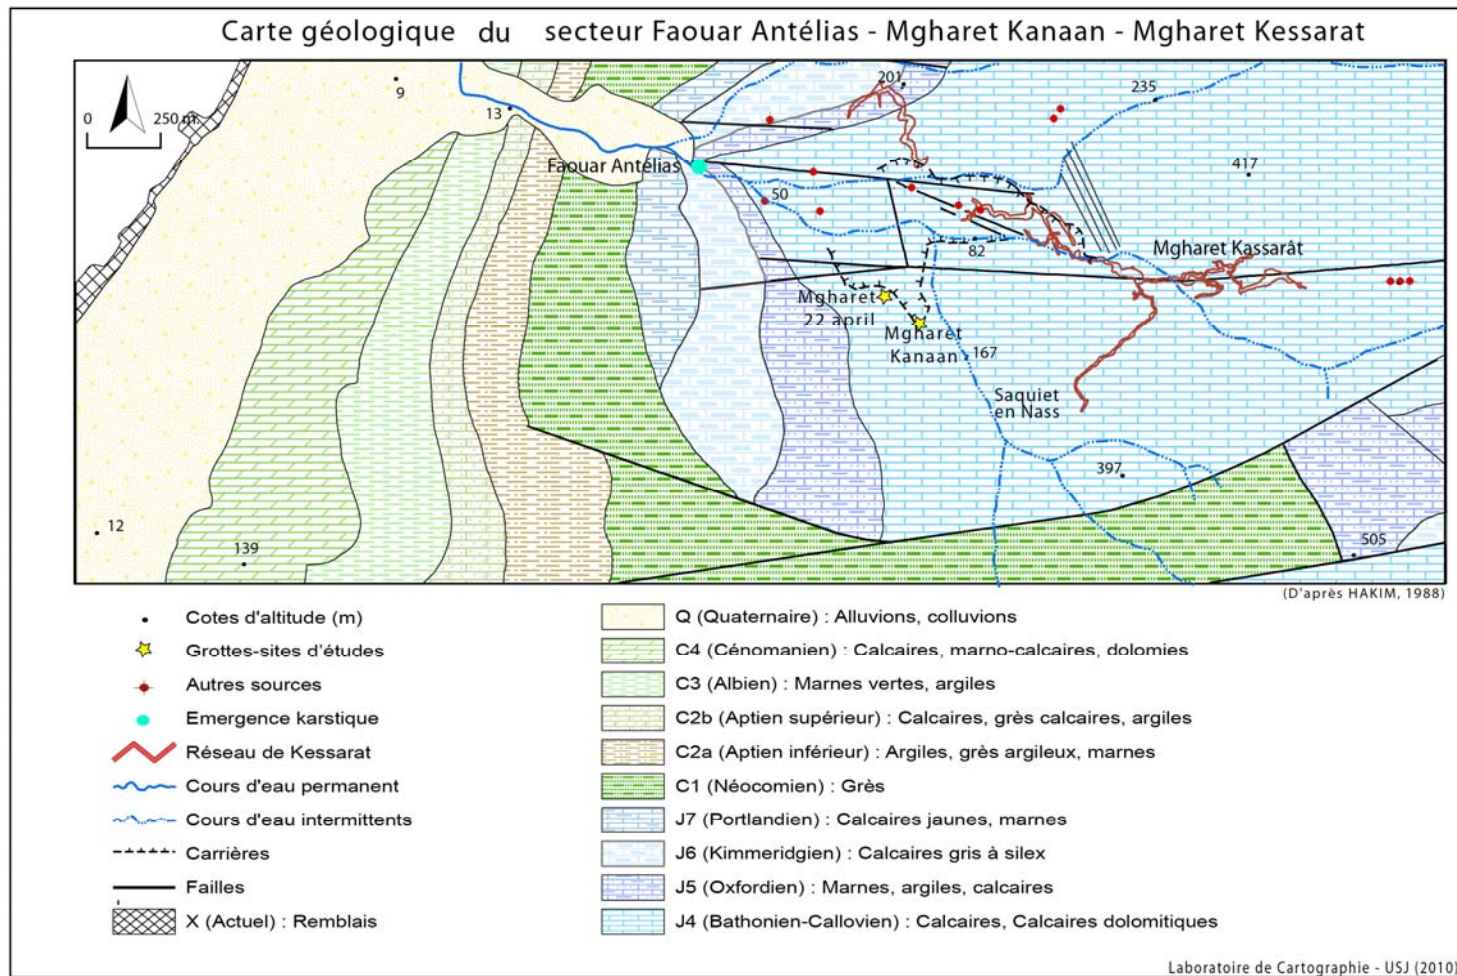 Carte géologique du secteur Faouar Antélias - Mgharet Kanaan - Mgharet Kessarat
0 250 m.
9
13
201
235
417
Faouar Antélias
50
82
Mgharet Kassarât
Mgharet
22 april
Mgharet
Kanaan
167
Saquiet
en Nass
397
12
139
505
(D'après HAKIM, 1988)
Cotes d'altitude (m)
Grottes-sites d'études
Autres sources
Emergence karstique
Réseau de Kessarat
Cours d'eau permanent
Cours d'eau intermittents
Carrières
Failles
X (Actuel) : Remblais
Q (Quaternaire) : Alluvions, colluvions
C4 (Cénomanien) : Calcaires, marno-calcaires, dolomies
C3 (Albien) : Marnes vertes, argiles
C2b (Aptien supérieur) : Calcaires, grès calcaires, argiles
C2a (Aptien inférieur) : Argiles, grès argileux, marnes
C1 (Néocomien) : Grès
J7 (Portlandien) : Calcaires jaunes, marnes
J6 (Kimmeridgien) : Calcaires gris à silex
J5 (Oxfordien) : Marnes, argiles, calcaires
J4 (Bathonien-Callovien) : Calcaires, Calcaires dolomitiques
Laboratoire de Cartographie - USJ (2010)